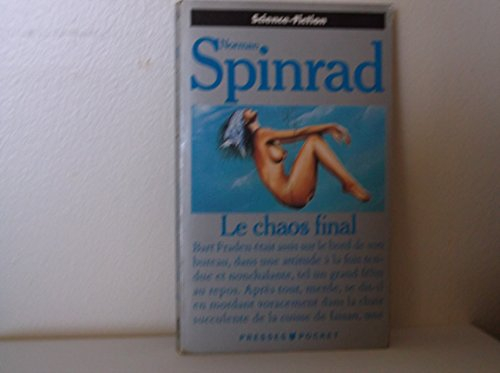 Science-Fiction
Norman
Spinrad
Le chaos final
Bart Fraden était assis sur le bord de son
bureau, dans une attitude à la fois ten-
due et nonchalante, tel un grand félin
au repos. Après tout, merde, se dit-il
en mordant voracement dans la chair
succulente de la cuisse de faisan, une
PRESSES POCKET